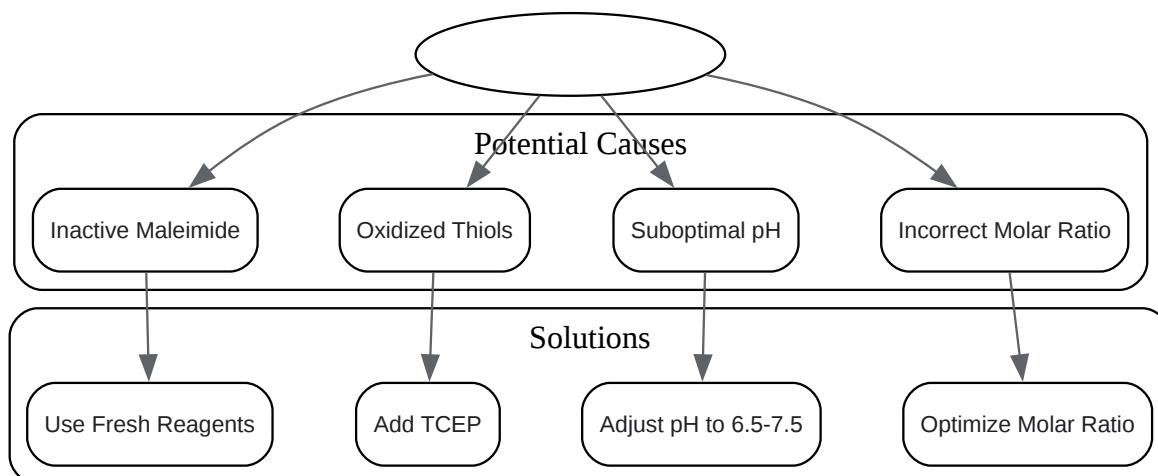 Potential Causes
Inactive Maleimide
Oxidized Thiols
Suboptimal pH
Incorrect Molar Ratio
Solutions
Use Fresh Reagents
Add TCEP
Adjust pH to 6.5-7.5
Optimize Molar Ratio